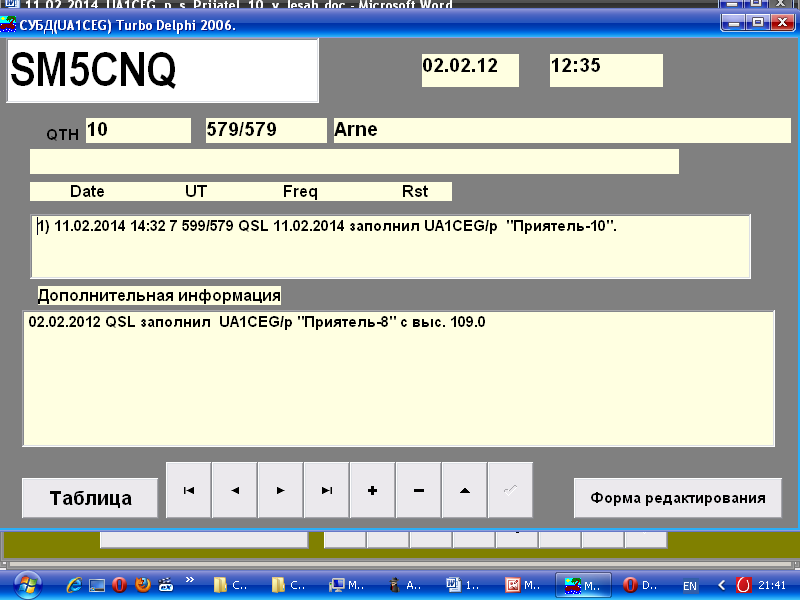 11.02.2014_UA1CEG_p_s_Prijatel_10_v_lesah.doc - Microsoft Word
СУБД(UA1CEG) Turbo Delphi 2006.
SM5CNQ
02.02.12
12:35
QTH
10
579/579
Arne
Date UT Freq Rst
1) 11.02.2014 14:32 7 599/579 QSL 11.02.2014 заполнил UA1CEG/p "Приятель-10".
Дополнительная информация
02.02.2012 QSL заполнил UA1CEG/p "Приятель-8" с выс. 109.0
Таблица
Форма редактирования
С..
С..
М..
А..
1..
М..
М..
D..
EN
21:41